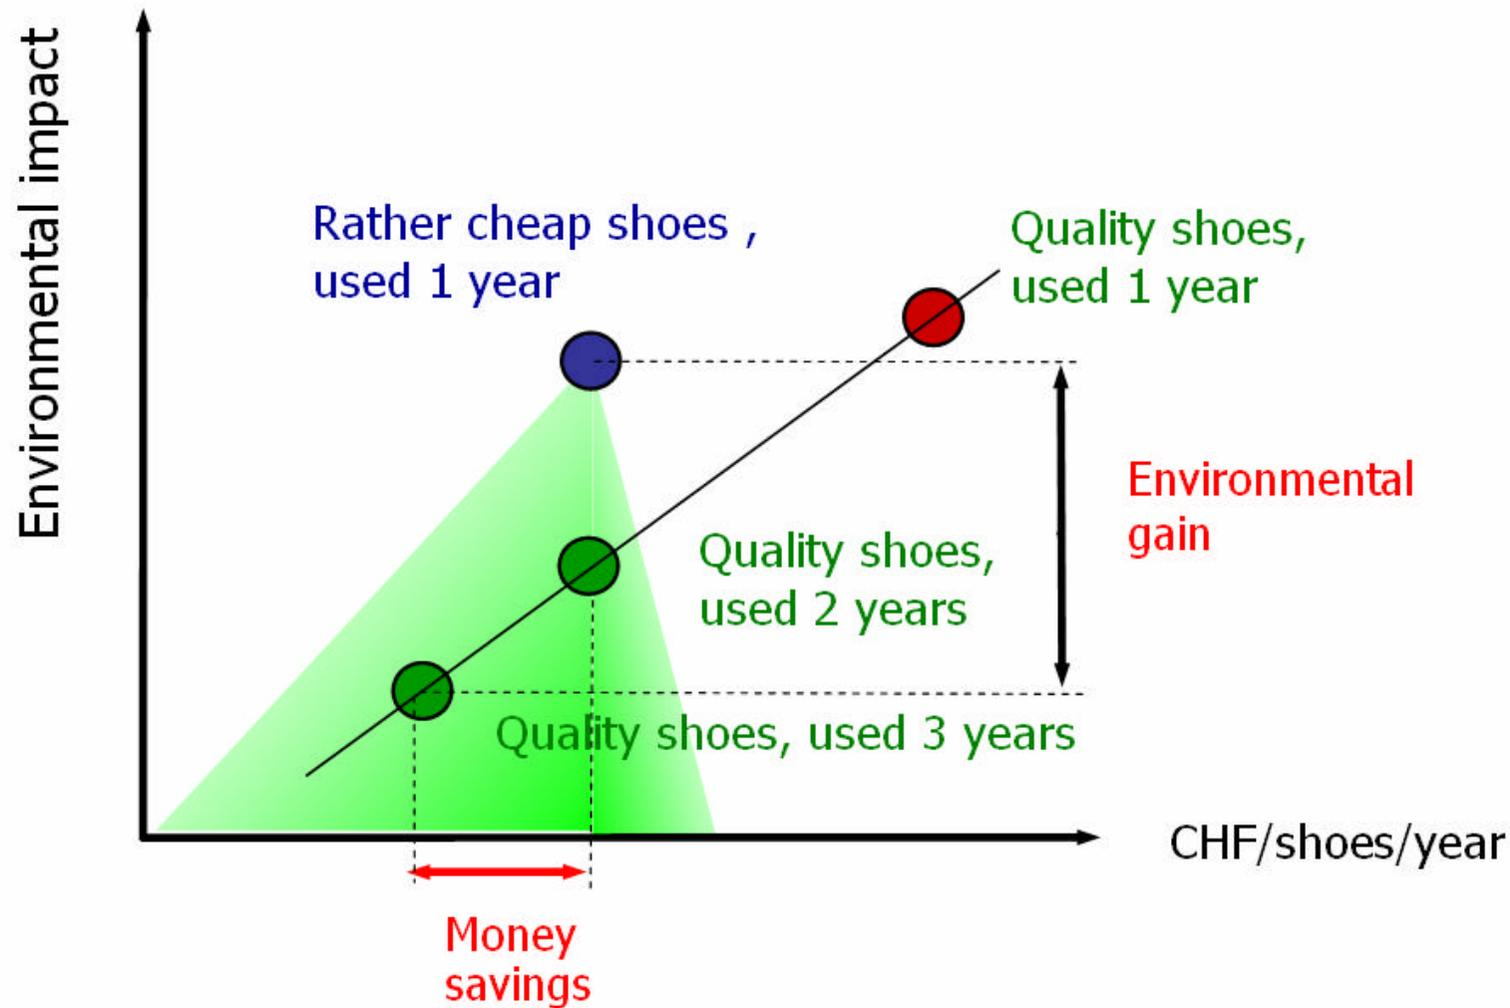 Environmental impact
Rather cheap shoes ,
used 1 year
Quality shoes,
used 1 year
Environmental
gain
Quality shoes,
used 2 years
Quality shoes, used 3 years
CHF/shoes/year
Money
savings